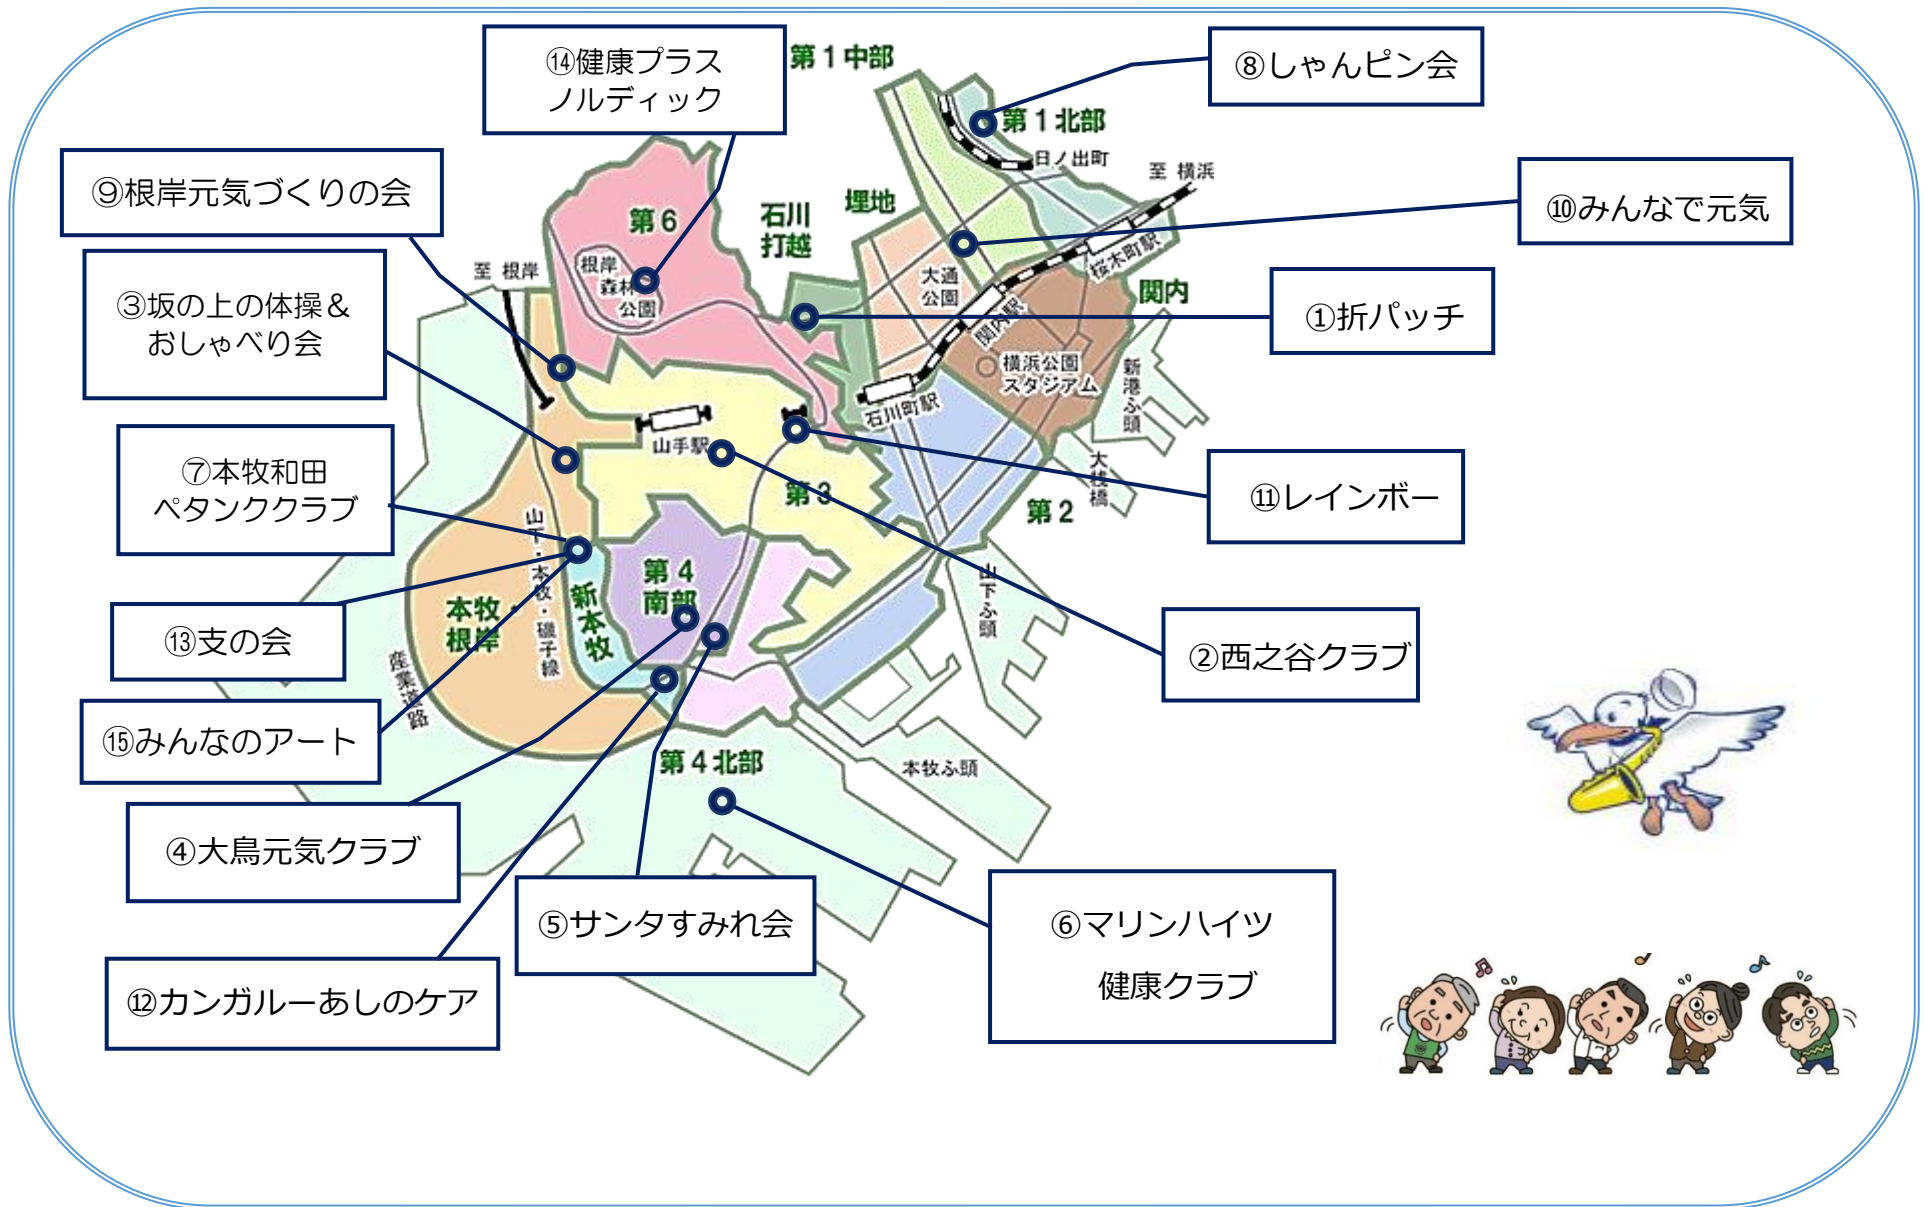 ⑭健康プラス
ノルディック
第1中部
⑧しゃんピン会
第1北部
日ノ出町
至 横浜
⑨根岸元気づくりの会
⑩みんなで元気
埋地
第6
石川
打越
桜木町駅
至 根岸
根岸
森林
公園
大通
公園
関内
③坂の上の体操&
おしゃべり会
①折パッチ
関内駅
横浜公園
スタジアム
新港ふ頭
石川町駅
山手駅
⑦本牧和田
ペタンククラブ
第3
大桟橋
⑪レインボー
第2
山下・本牧・磯子線
第4
南部
山下ふ頭
新本牧
本牧・
根岸
⑬支の会
②西之谷クラブ
産業道路
⑮みんなのアート
第4北部
本牧ふ頭
④大鳥元気クラブ
⑤サンタすみれ会
⑥マリンハイツ
健康クラブ
⑫カンガルーあしのケア